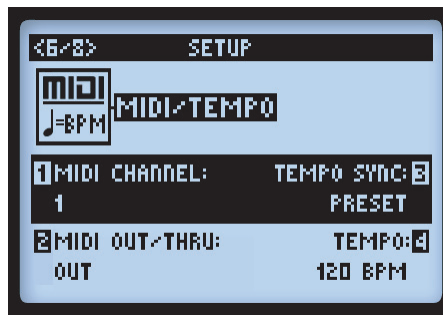 <6/8> SETUP
MIDI
♩=BPM
MIDI/TEMPO
1 MIDI CHANNEL: TEMPO SYNC: 3
1 PRESET
2 MIDI OUT/THRU: TEMPO: 4
OUT 120 BPM